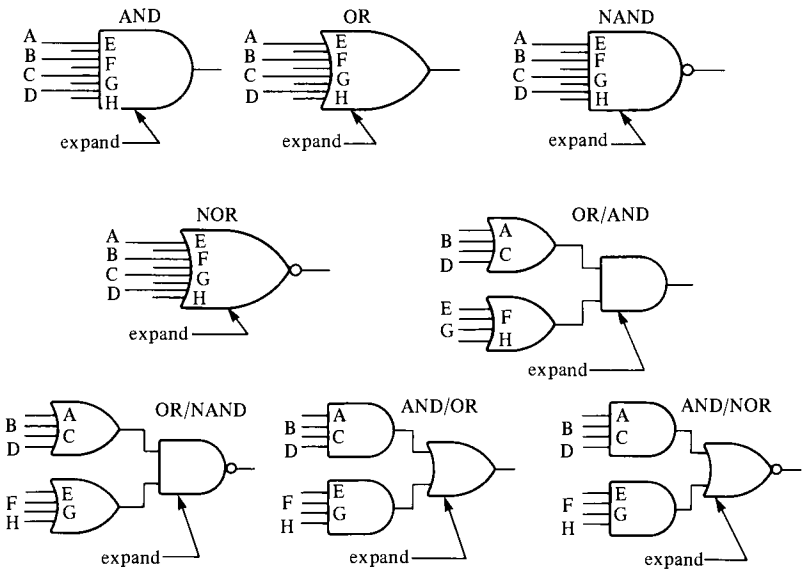 AND
OR
NAND
A
B
C
D
E
F
G
H
expand
A
B
C
D
E
F
G
H
expand
A
B
C
D
E
F
G
H
expand
NOR
A
B
C
D
E
F
G
H
expand
OR/AND
A
B
C
D
E
F
G
H
expand
OR/NAND
A
B
C
D
E
F
G
H
expand
AND/OR
A
B
C
D
E
F
G
H
expand
AND/NOR
A
B
C
D
E
F
G
H
expand